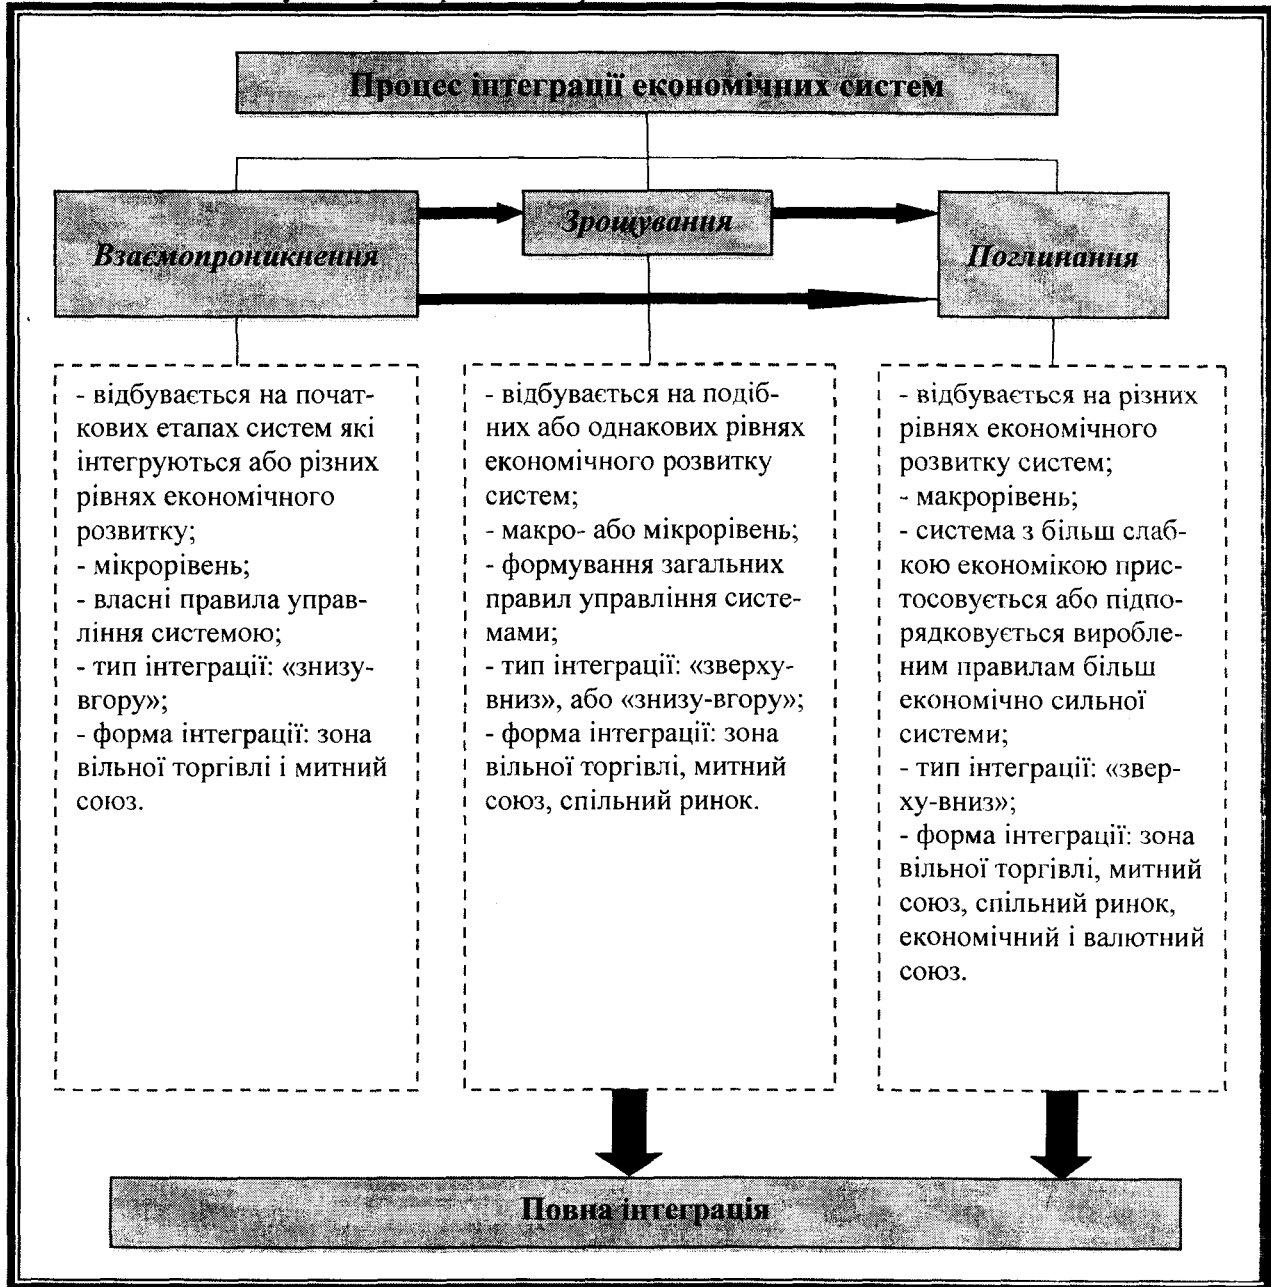 Процес інтеграції економічних систем
Взаємопроникнення
Зрощування
Поглинання
- відбувається на почат-
кових етапах систем які
інтегруються або різних
рівнях економічного
розвитку;
- мікрорівень;
- власні правила управ-
ління системою;
- тип інтеграції: «знизу-
вгору»;
- форма інтеграції: зона
вільної торгівлі і митний
союз.
- відбувається на подіб-
них або однакових рівнях
економічного розвитку
систем;
- макро- або мікрорівень;
- формування загальних
правил управління систе-
мами;
- тип інтеграції: «зверху-
вниз», або «знизу-вгору»;
- форма інтеграції: зона
вільної торгівлі, митний
союз, спільний ринок.
- відбувається на різних
рівнях економічного
розвитку систем;
- макрорівень;
- система з більш слаб-
кою економікою прис-
тосовується або підпо-
рядковується виробле-
ним правилам більш
економічно сильної
системи;
- тип інтеграції: «звер-
ху-вниз»;
- форма інтеграції: зона
вільної торгівлі, митний
союз, спільний ринок,
економічний і валютний
союз.
Повна інтеграція